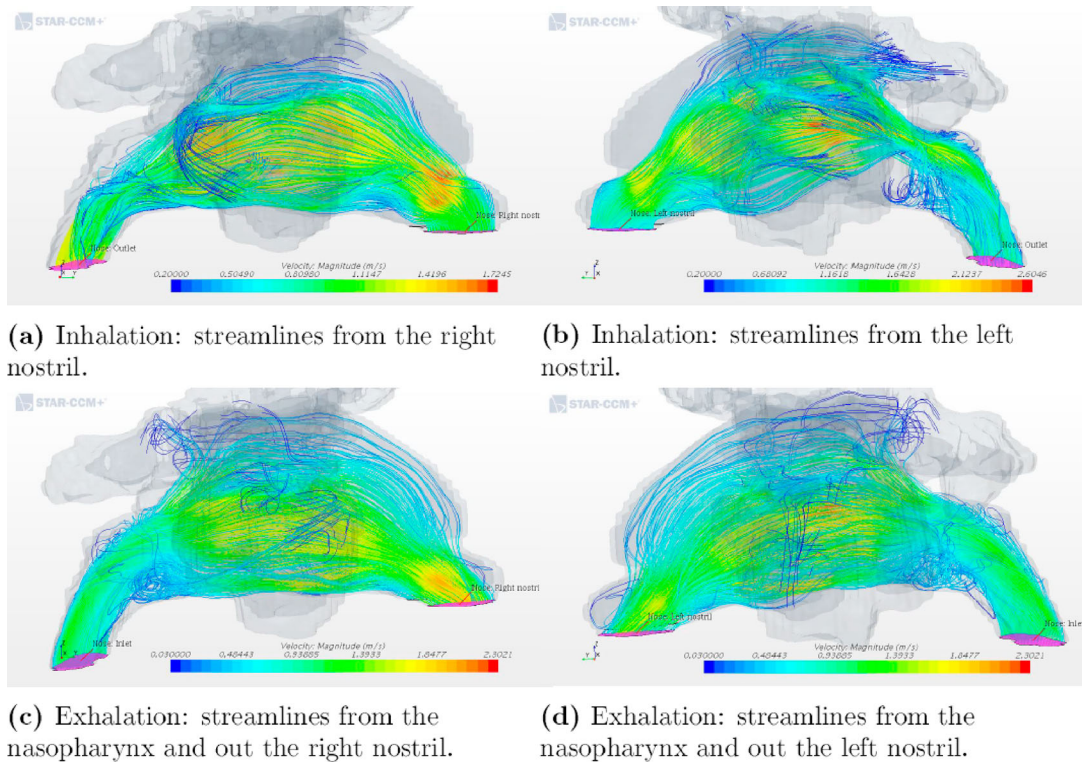 STAR-CCM+
Nose: Outlet
Nose: Right nostri
Velocity: Magnitude (m/s)
0.20000 0.50490 0.80980 1.1147 1.4196 1.7245
STAR-CCM+
Nose: Left nostril
Nose: Outlet
Velocity: Magnitude (m/s)
0.20000 0.68092 1.1618 1.6428 2.1237 2.6046
(a) Inhalation: streamlines from the right
nostril.
(b) Inhalation: streamlines from the left
nostril.
STAR-CCM+
Nose: Right nostri
Nose: Inlet
Velocity: Magnitude (m/s)
0.030000 0.48443 0.93885 1.3933 1.8477 2.3021
STAR-CCM+
Nose: Left nostril
Nose: Inle
Velocity: Magnitude (m/s)
0.030000 0.48443 0.93885 1.3933 1.8477 2.3021
(c) Exhalation: streamlines from the
nasopharynx and out the right nostril.
(d) Exhalation: streamlines from the
nasopharynx and out the left nostril.